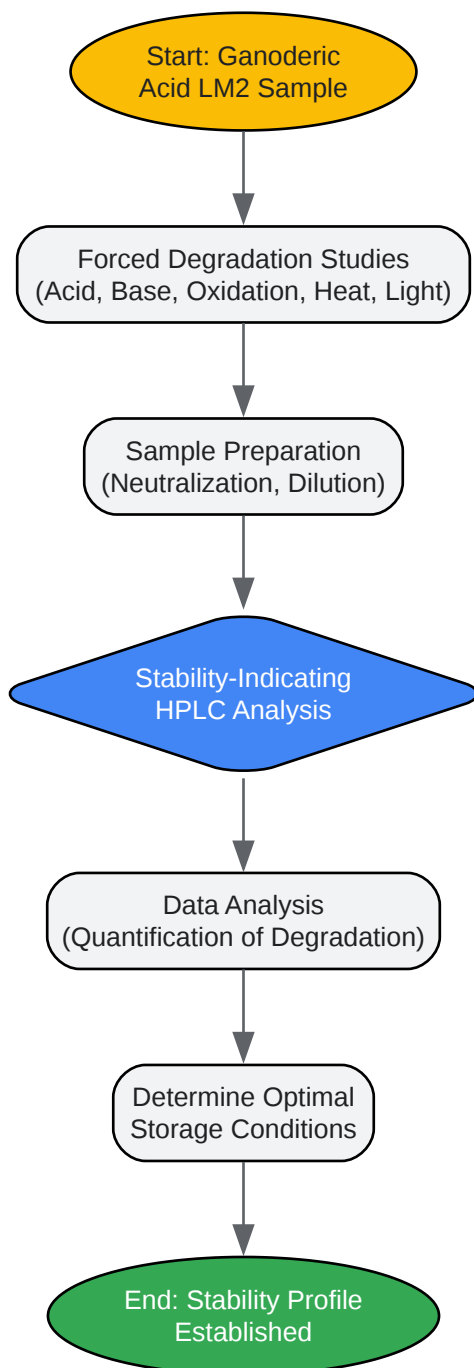 Start: Ganoderic
Acid LM2 Sample
Forced Degradation Studies
(Acid, Base, Oxidation, Heat, Light)
Sample Preparation
(Neutralization, Dilution)
Stability-Indicating
HPLC Analysis
Data Analysis
(Quantification of Degradation)
Determine Optimal
Storage Conditions
End: Stability Profile
Established